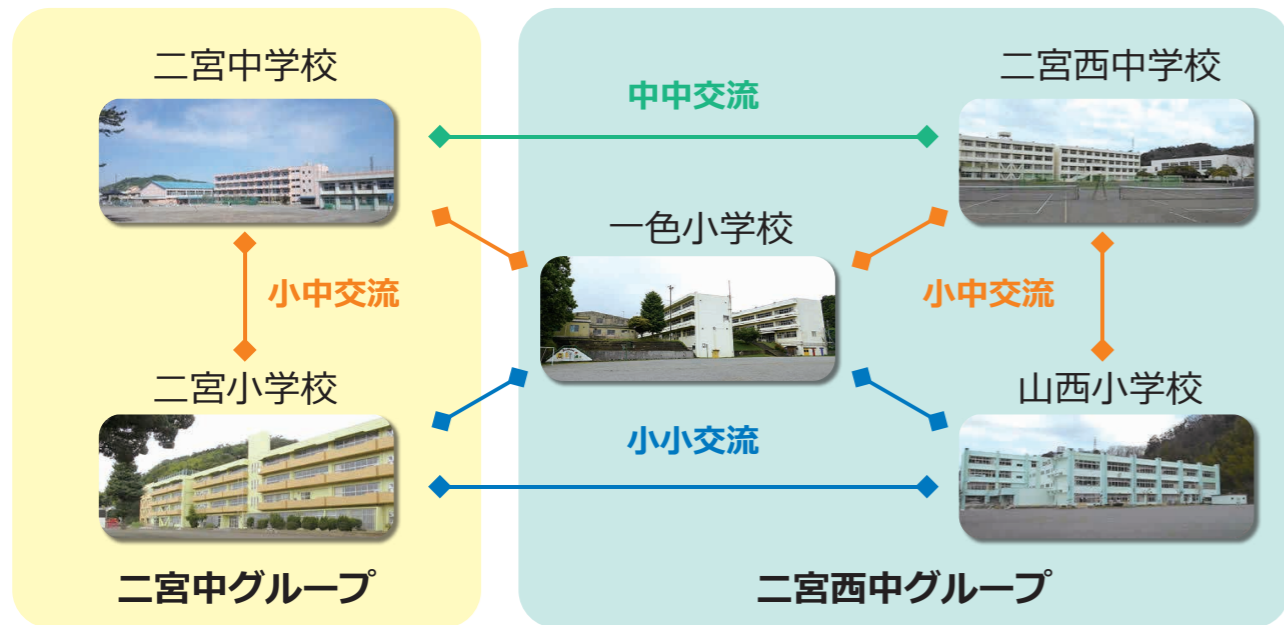 二宮中学校
二宮西中学校
中中交流
一色小学校
小中交流
小中交流
二宮小学校
山西小学校
小小交流
二宮中グループ
二宮西中グループ